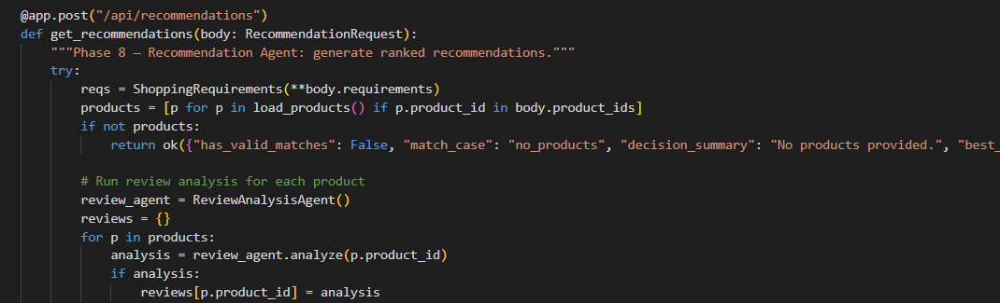 @app.post("/api/recommendations")
def get_recommendations(body: RecommendationRequest):
    """Phase 8 — Recommendation Agent: generate ranked recommendations."""
    try:
        reqs = ShoppingRequirements(**body.requirements)
        products = [p for p in load_products() if p.product_id in body.product_ids]
        if not products:
            return ok({"has_valid_matches": False, "match_case": "no_products", "decision_summary": "No products provided.", "best_
        # Run review analysis for each product
        review_agent = ReviewAnalysisAgent()
        reviews = {}
        for p in products:
            analysis = review_agent.analyze(p.product_id)
            if analysis:
                reviews[p.product_id] = analysis